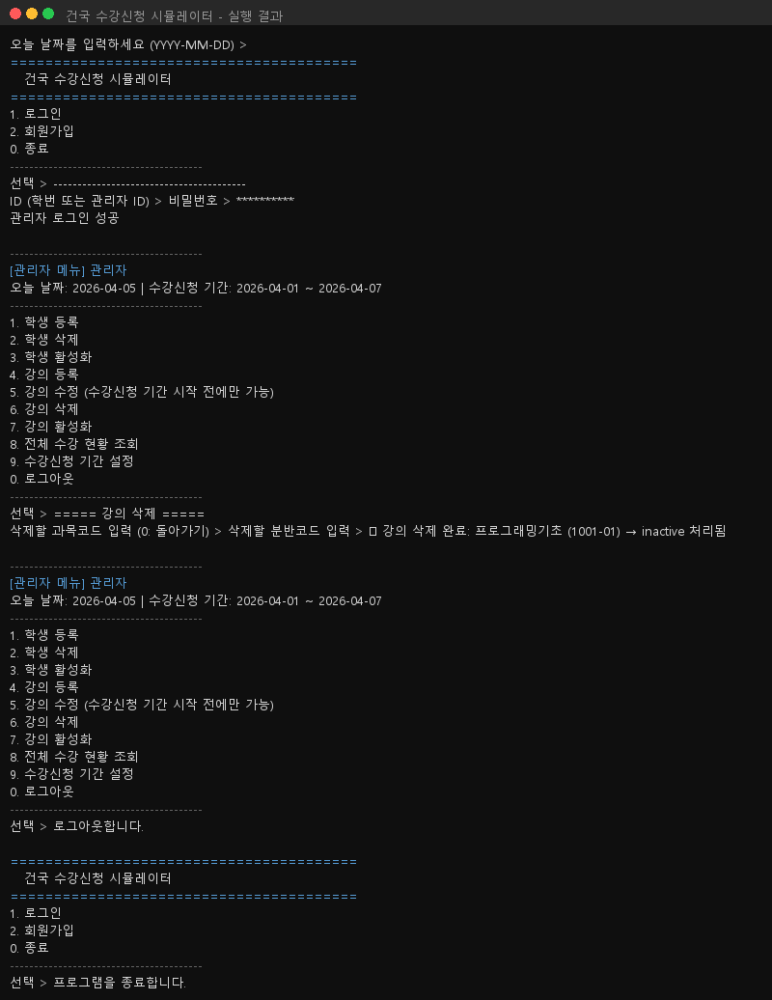 건국 수강신청 시뮬레이터 - 실행 결과
오늘 날짜를 입력하세요 (YYYY-MM-DD) >
========================================
건국 수강신청 시뮬레이터
========================================
1. 로그인
2. 회원가입
0. 종료
----------------------------------------
선택 > ----------------------------------------
ID (학번 또는 관리자 ID) > 비밀번호 > **********
관리자 로그인 성공

----------------------------------------
[관리자 메뉴] 관리자
오늘 날짜: 2026-04-05 | 수강신청 기간: 2026-04-01 ~ 2026-04-07
----------------------------------------
1. 학생 등록
2. 학생 삭제
3. 학생 활성화
4. 강의 등록
5. 강의 수정 (수강신청 기간 시작 전에만 가능)
6. 강의 삭제
7. 강의 활성화
8. 전체 수강 현황 조회
9. 수강신청 기간 설정
0. 로그아웃
----------------------------------------
선택 > ===== 강의 삭제 =====
삭제할 과목코드 입력 (0: 돌아가기) > 삭제할 분반코드 입력 > ▯ 강의 삭제 완료: 프로그래밍기초 (1001-01) → inactive 처리됨

----------------------------------------
[관리자 메뉴] 관리자
오늘 날짜: 2026-04-05 | 수강신청 기간: 2026-04-01 ~ 2026-04-07
----------------------------------------
1. 학생 등록
2. 학생 삭제
3. 학생 활성화
4. 강의 등록
5. 강의 수정 (수강신청 기간 시작 전에만 가능)
6. 강의 삭제
7. 강의 활성화
8. 전체 수강 현황 조회
9. 수강신청 기간 설정
0. 로그아웃
----------------------------------------
선택 > 로그아웃합니다.

========================================
건국 수강신청 시뮬레이터
========================================
1. 로그인
2. 회원가입
0. 종료
----------------------------------------
선택 > 프로그램을 종료합니다.